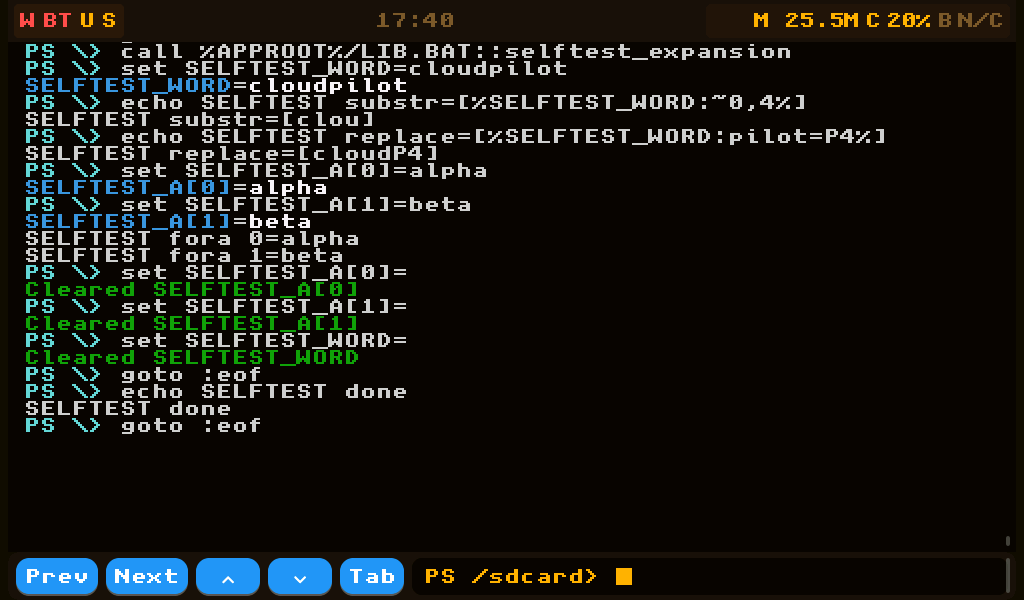 W BT U S 17:40 M 25.5M C 20% B N/C
PS \> call %APPROOT%/LIB.BAT::selftest_expansion
PS \> set SELFTEST_WORD=cloudpilot
SELFTEST_WORD=cloudpilot
PS \> echo SELFTEST substr=[%SELFTEST_WORD:~0,4%]
SELFTEST substr=[clou]
PS \> echo SELFTEST replace=[%SELFTEST_WORD:pilot=P4%]
SELFTEST replace=[cloudP4]
PS \> set SELFTEST_A[0]=alpha
SELFTEST_A[0]=alpha
PS \> set SELFTEST_A[1]=beta
SELFTEST_A[1]=beta
SELFTEST fora 0=alpha
SELFTEST fora 1=beta
PS \> set SELFTEST_A[0]=
Cleared SELFTEST_A[0]
PS \> set SELFTEST_A[1]=
Cleared SELFTEST_A[1]
PS \> set SELFTEST_WORD=
Cleared SELFTEST_WORD
PS \> goto :eof
PS \> echo SELFTEST done
SELFTEST done
PS \> goto :eof
Prev Next ^ ⌄ Tab PS /sdcard>